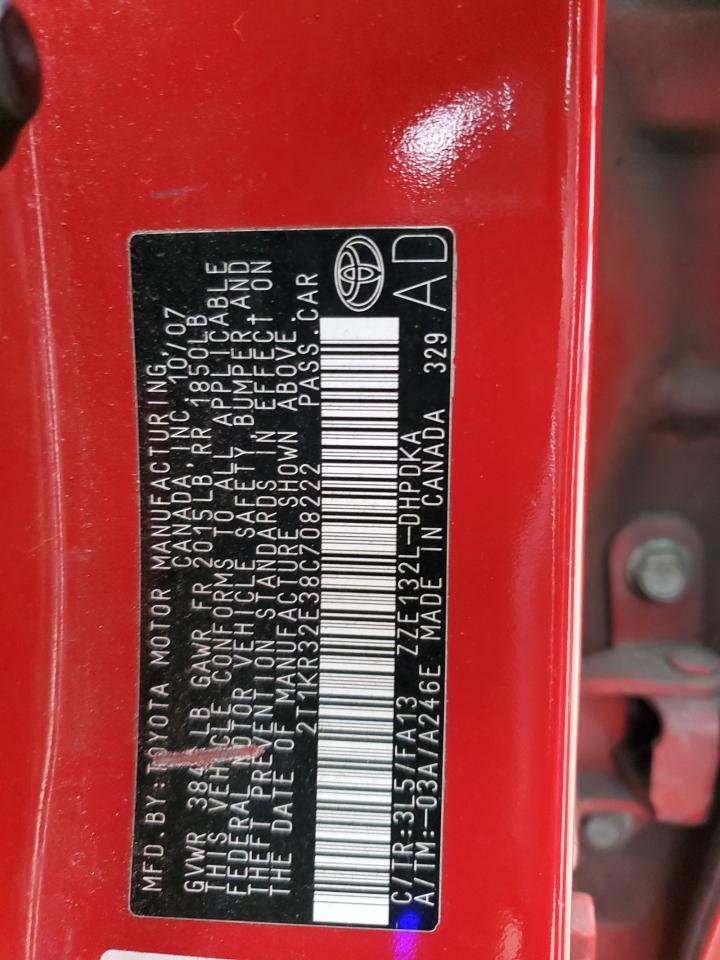 MFD.BY:TOYOTA MOTOR MANUFACTURING,
CANADA,INC 10/07
GVWR LB GAWR FR 2015LB RR 1850LB
THIS VEHICLE CONFORMS TO ALL APPLICABLE
FEDERAL MOTOR VEHICLE SAFETY BUMPER, AND
THEFT PREVENTION STANDARDS IN EFFECT ON
THE DATE OF MANUFACTURE SHOWN ABOVE.
2T1KR32E38C708222 PASS.CAR
C/TR:3L5/FA13 ZZE132L-DHPDKA
A/TM:-03A/A246E MADE IN CANADA 329
AD